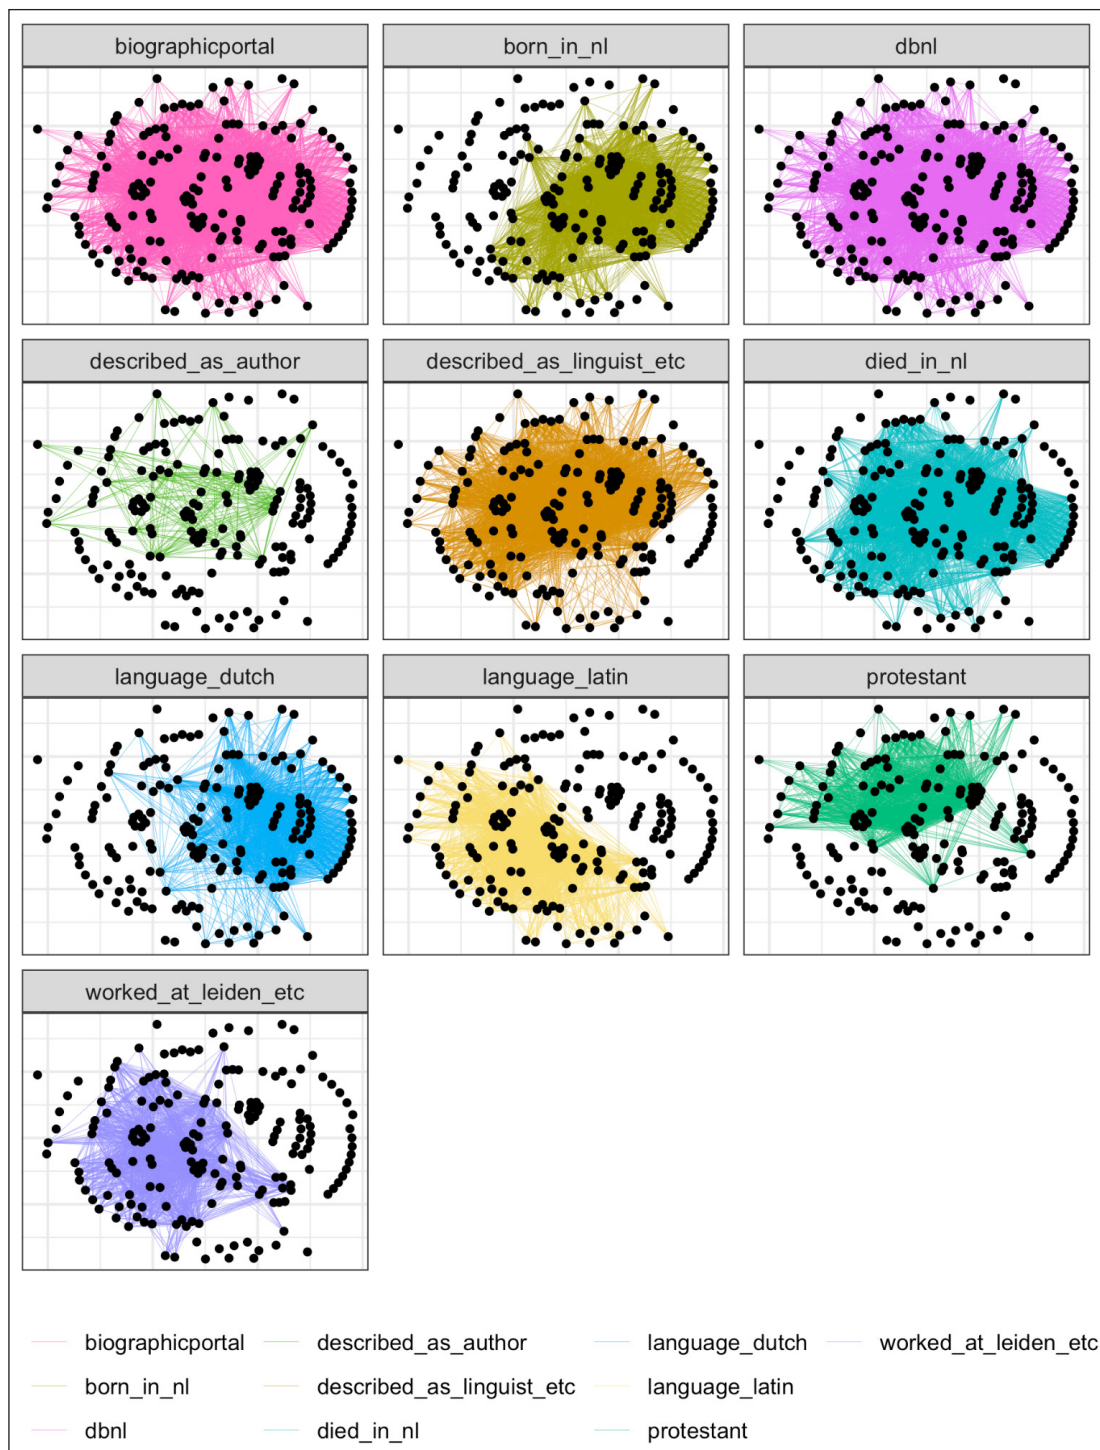 biographicportal born_in_nl dbnl
described_as_author described_as_linguist_etc died_in_nl
language_dutch language_latin protestant
worked_at_leiden_etc
biographicportal described_as_author language_dutch worked_at_leiden_etc
born_in_nl described_as_linguist_etc language_latin
dbnl died_in_nl protestant